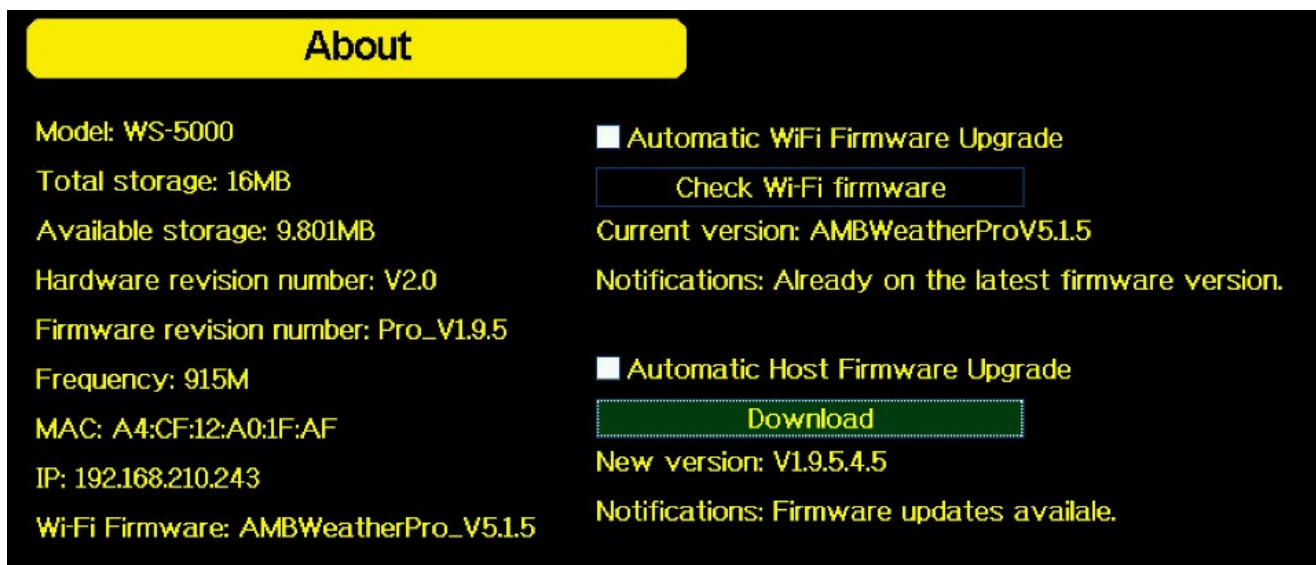 About
Model: WS-5000
Total storage: 16MB
Available storage: 9.801MB
Hardware revision number: V2.0
Firmware revision number: Pro_V1.9.5
Frequency: 915M
MAC: A4:CF:12:A0:1F:AF
IP: 192.168.210.243
Wi-Fi Firmware: AMBWeatherPro_V5.1.5
Automatic WiFi Firmware Upgrade
Check Wi-Fi firmware
Current version: AMBWeatherProV5.1.5
Notifications: Already on the latest firmware version.
Automatic Host Firmware Upgrade
Download
New version: V1.9.5.4.5
Notifications: Firmware updates availale.